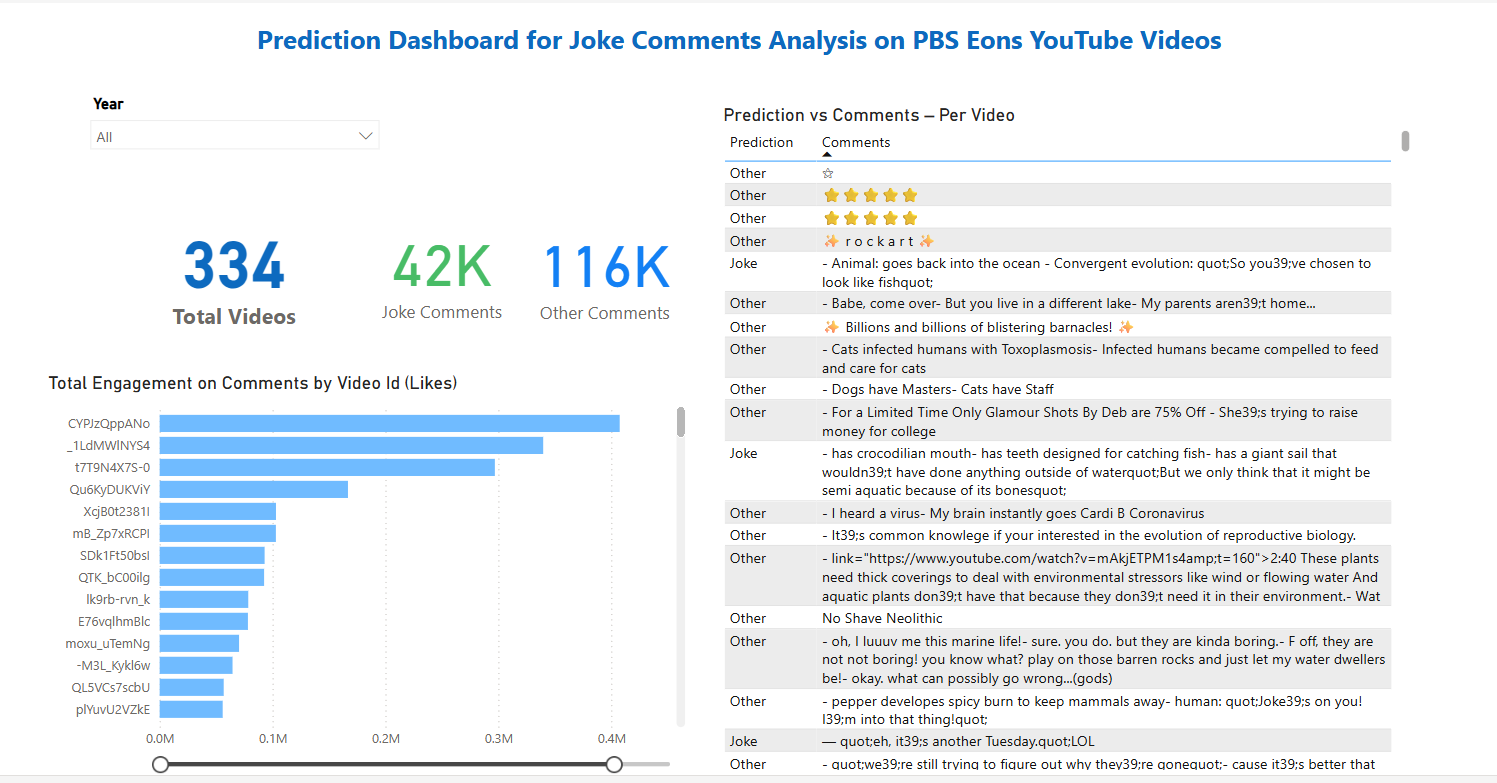 Prediction Dashboard for Joke Comments Analysis on PBS Eons YouTube Videos
Year
All
334
Total Videos
42K
Joke Comments
116K
Other Comments
Total Engagement on Comments by Video Id (Likes)
CYPJzQppANo
_1LdMWlNYS4
t7T9N4X7S-0
Qu6KyDUKViY
XcjB0t2381I
mB_Zp7xRCPI
SDk1Ft50bsI
QTK_bC00ilg
lk9rb-rvn_k
E76vqlhmBlc
moxu_uTemNg
-M3L_Kykl6w
QL5VCs7scbU
plYuvU2VZkE
0.0M 0.1M 0.2M 0.3M 0.4M
Prediction vs Comments – Per Video
Prediction Comments
Other ☆
Other ⭐⭐⭐⭐⭐
Other ⭐⭐⭐⭐⭐
Other ✨ r o c k a r t ✨
Joke - Animal: goes back into the ocean - Convergent evolution: quot;So you39;ve chosen to
look like fishquot;
Other - Babe, come over- But you live in a different lake- My parents aren39;t home...
Other ✨ Billions and billions of blistering barnacles! ✨
Other - Cats infected humans with Toxoplasmosis- Infected humans became compelled to feed
and care for cats
Other - Dogs have Masters- Cats have Staff
Other - For a Limited Time Only Glamour Shots By Deb are 75% Off - She39;s trying to raise
money for college
Joke - has crocodilian mouth- has teeth designed for catching fish- has a giant sail that
wouldn39;t have done anything outside of waterquot;But we only think that it might be
semi aquatic because of its bonesquot;
Other - I heard a virus- My brain instantly goes Cardi B Coronavirus
Other - It39;s common knowlege if your interested in the evolution of reproductive biology.
Other - link="https://www.youtube.com/watch?v=mAkjETPM1s4amp;t=160">2:40 These plants
need thick coverings to deal with environmental stressors like wind or flowing water And
aquatic plants don39;t have that because they don39;t need it in their environment.- Wat
Other No Shave Neolithic
Other - oh, I luuuv me this marine life!- sure. you do. but they are kinda boring.- F off, they are
not not boring! you know what? play on those barren rocks and just let my water dwellers
be!- okay. what can possibly go wrong...(gods)
Other - pepper developes spicy burn to keep mammals away- human: quot;Joke39;s on you!
I39;m into that thing!quot;
Joke — quot;eh, it39;s another Tuesday.quot;LOL
Other - quot;we39;re still trying to figure out why they39;re gonequot;- cause it39;s better that